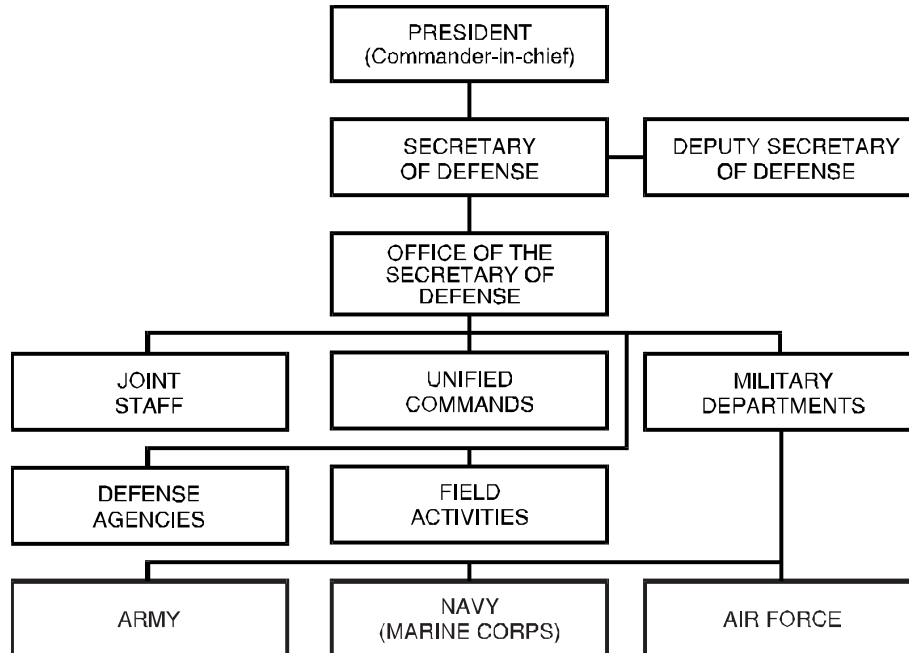 PRESIDENT
(Commander-in-chief)
SECRETARY
OF DEFENSE
DEPUTY SECRETARY
OF DEFENSE
OFFICE OF THE
SECRETARY OF
DEFENSE
JOINT
STAFF
UNIFIED
COMMANDS
MILITARY
DEPARTMENTS
DEFENSE
AGENCIES
FIELD
ACTIVITIES
ARMY
NAVY
(MARINE CORPS)
AIR FORCE